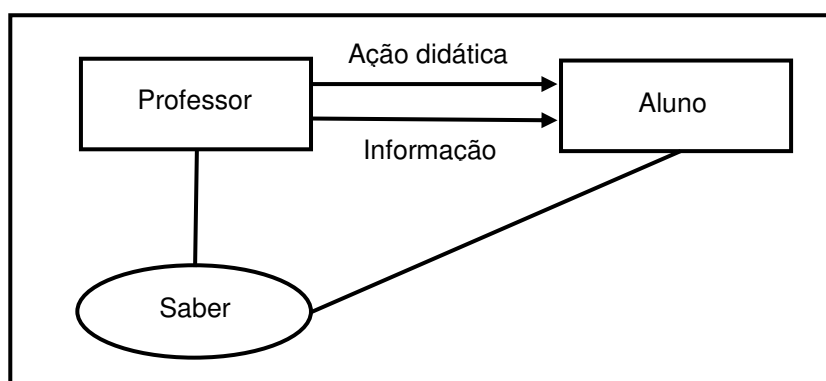 Ação didática
Professor
Aluno
Informação
Saber